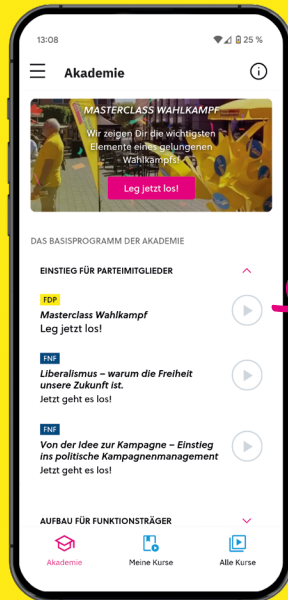 13:08
25 %
Akademie
MASTERCLASS WAHLKAMPF
Wir zeigen Dir die wichtigsten
Elemente eines gelungenen
Wahlkampfs!
Leg jetzt los!
DAS BASISPROGRAMM DER AKADEMIE
EINSTIEG FÜR PARTEIMITGLIEDER
FDP
Masterclass Wahlkampf
Leg jetzt los!
FNF
Liberalismus – warum die Freiheit
unsere Zukunft ist.
Jetzt geht es los!
FNF
Von der Idee zur Kampagne – Einstieg
ins politische Kampagnenmanagement
Jetzt geht es los!
AUFBAU FÜR FUNKTIONSTRÄGER
Akademie
Meine Kurse
Alle Kurse